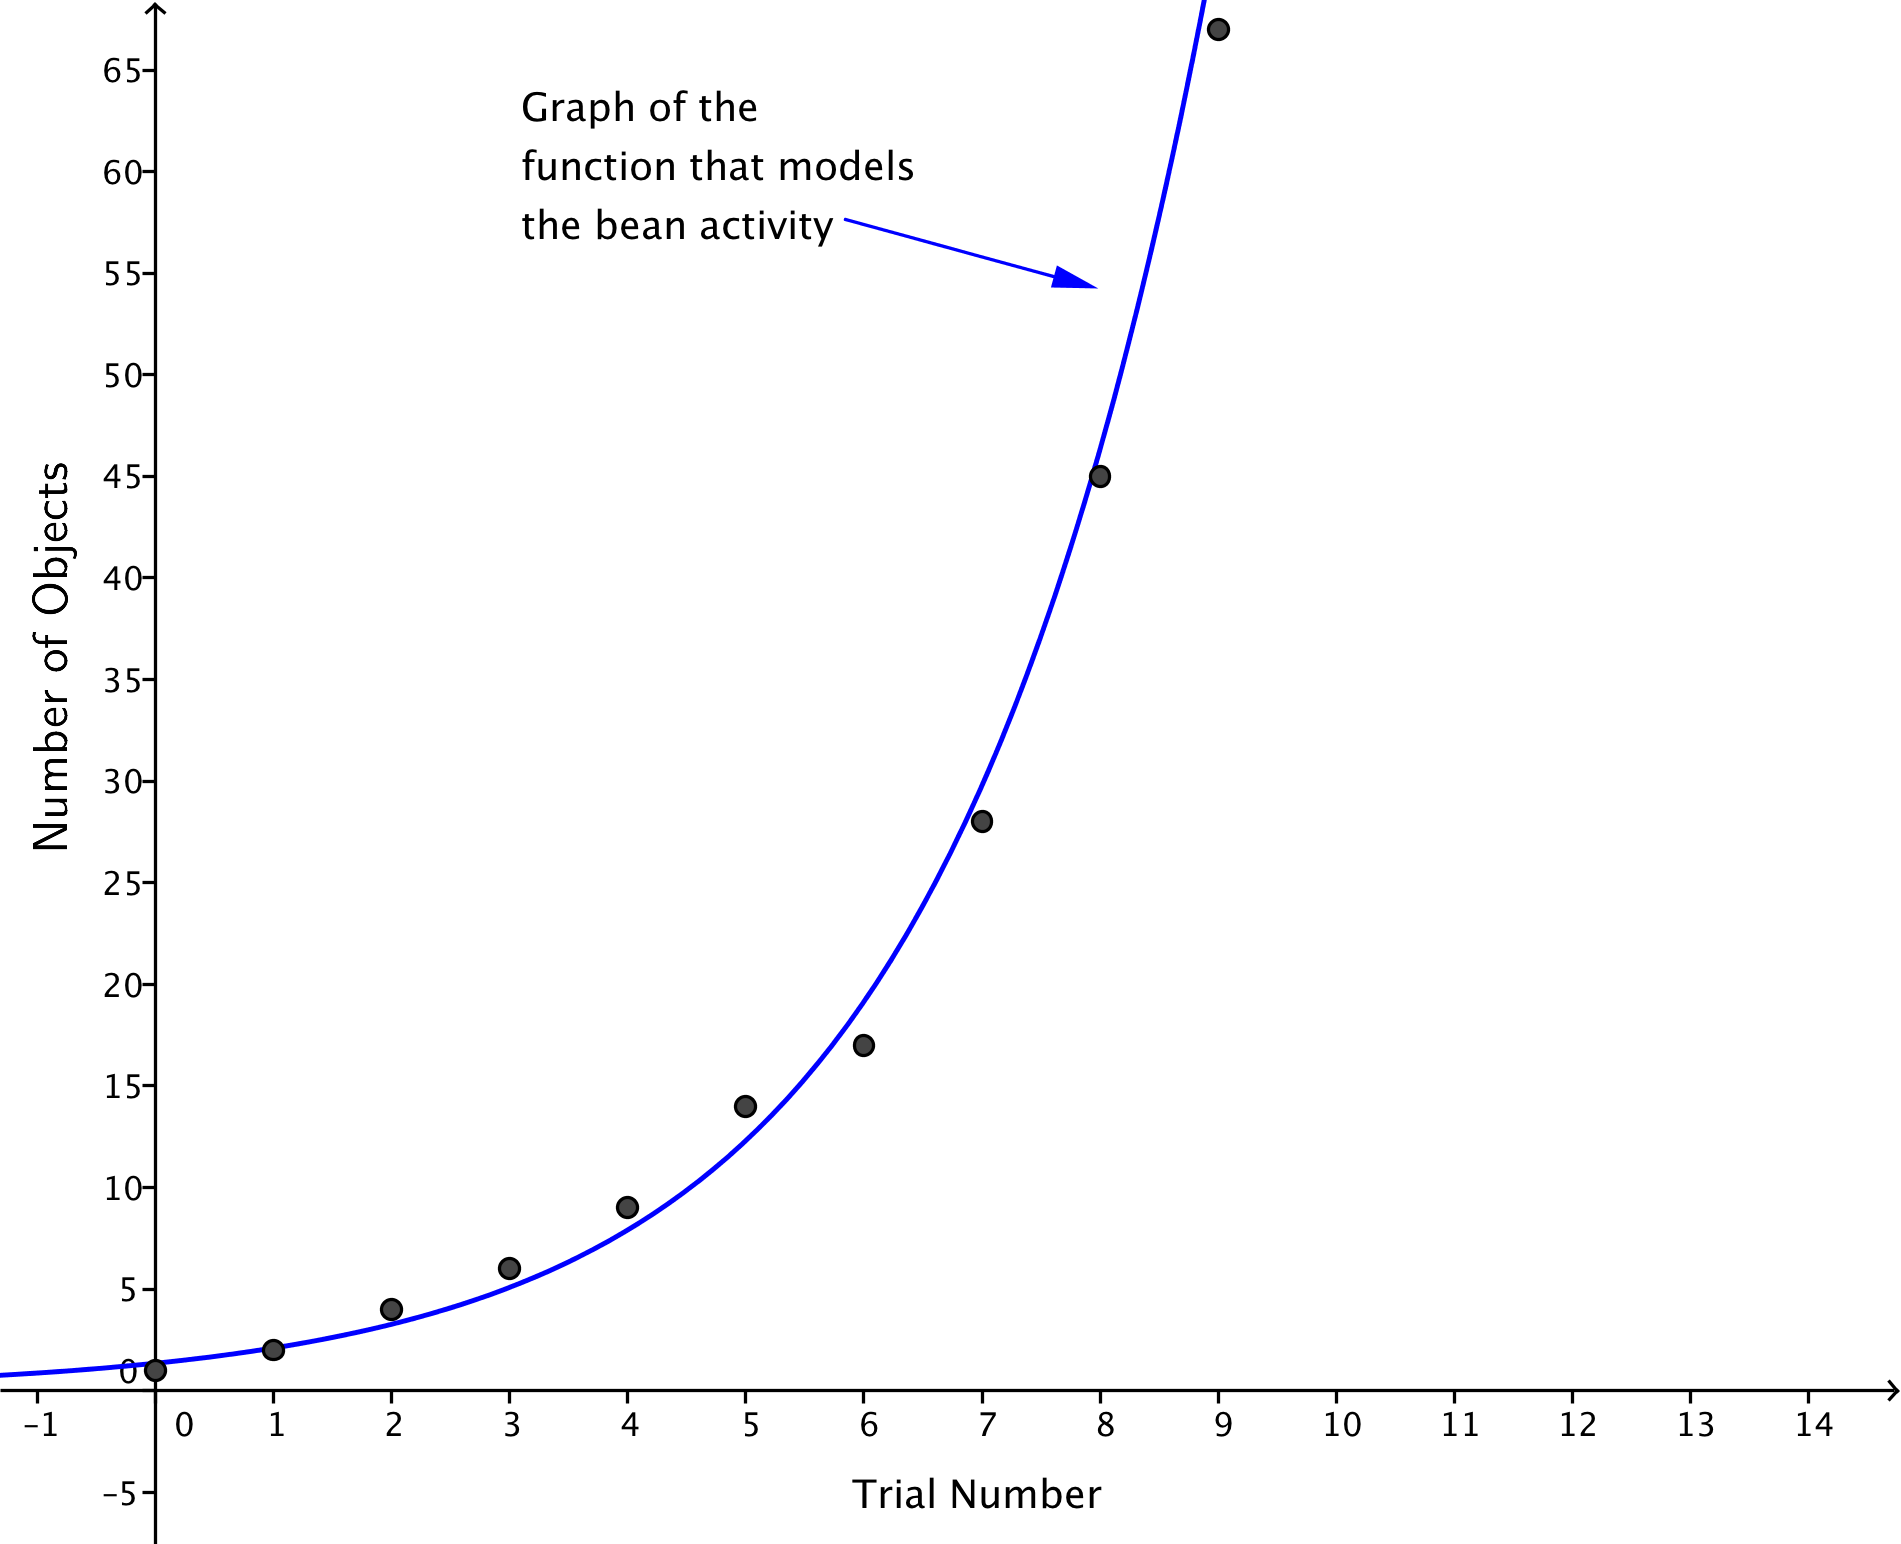 65
Graph of the
function that models
the bean activity
60
55
50
45
40
35
30
25
20
15
10
5
0
-5
Number of Objects
-1 0 1 2 3 4 5 6 7 8 9 10 11 12 13 14
Trial Number